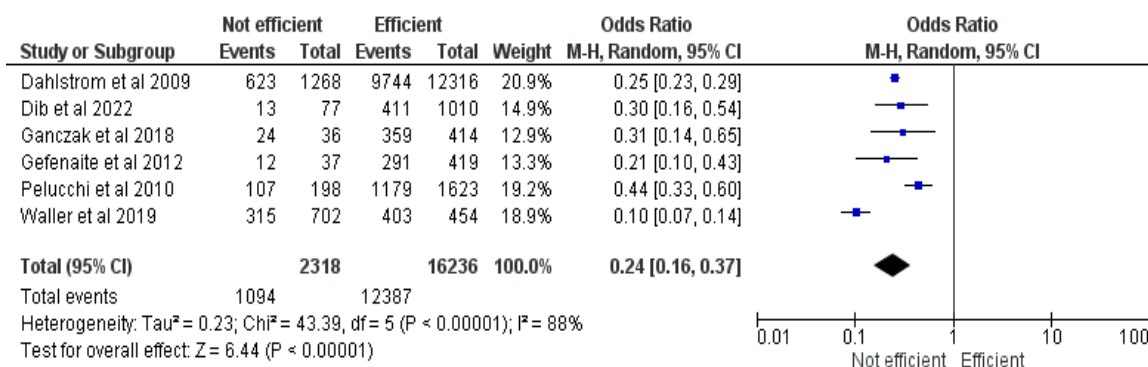 Not efficient Efficient Odds Ratio Odds Ratio
Study or Subgroup Events Total Events Total Weight M-H, Random, 95% CI M-H, Random, 95% CI
Dahlstrom et al 2009 623 1268 9744 12316 20.9% 0.25 [0.23, 0.29]
Dib et al 2022 13 77 411 1010 14.9% 0.30 [0.16, 0.54]
Ganczak et al 2018 24 36 359 414 12.9% 0.31 [0.14, 0.65]
Gefenaite et al 2012 12 37 291 419 13.3% 0.21 [0.10, 0.43]
Pelucchi et al 2010 107 198 1179 1623 19.2% 0.44 [0.33, 0.60]
Waller et al 2019 315 702 403 454 18.9% 0.10 [0.07, 0.14]
Total (95% CI) 2318 16236 100.0% 0.24 [0.16, 0.37]
Total events 1094 12387
Heterogeneity: Tau² = 0.23; Chi² = 43.39, df = 5 (P < 0.00001); I² = 88%
Test for overall effect: Z = 6.44 (P < 0.00001)
0.01 0.1 1 10 100
Not efficient Efficient